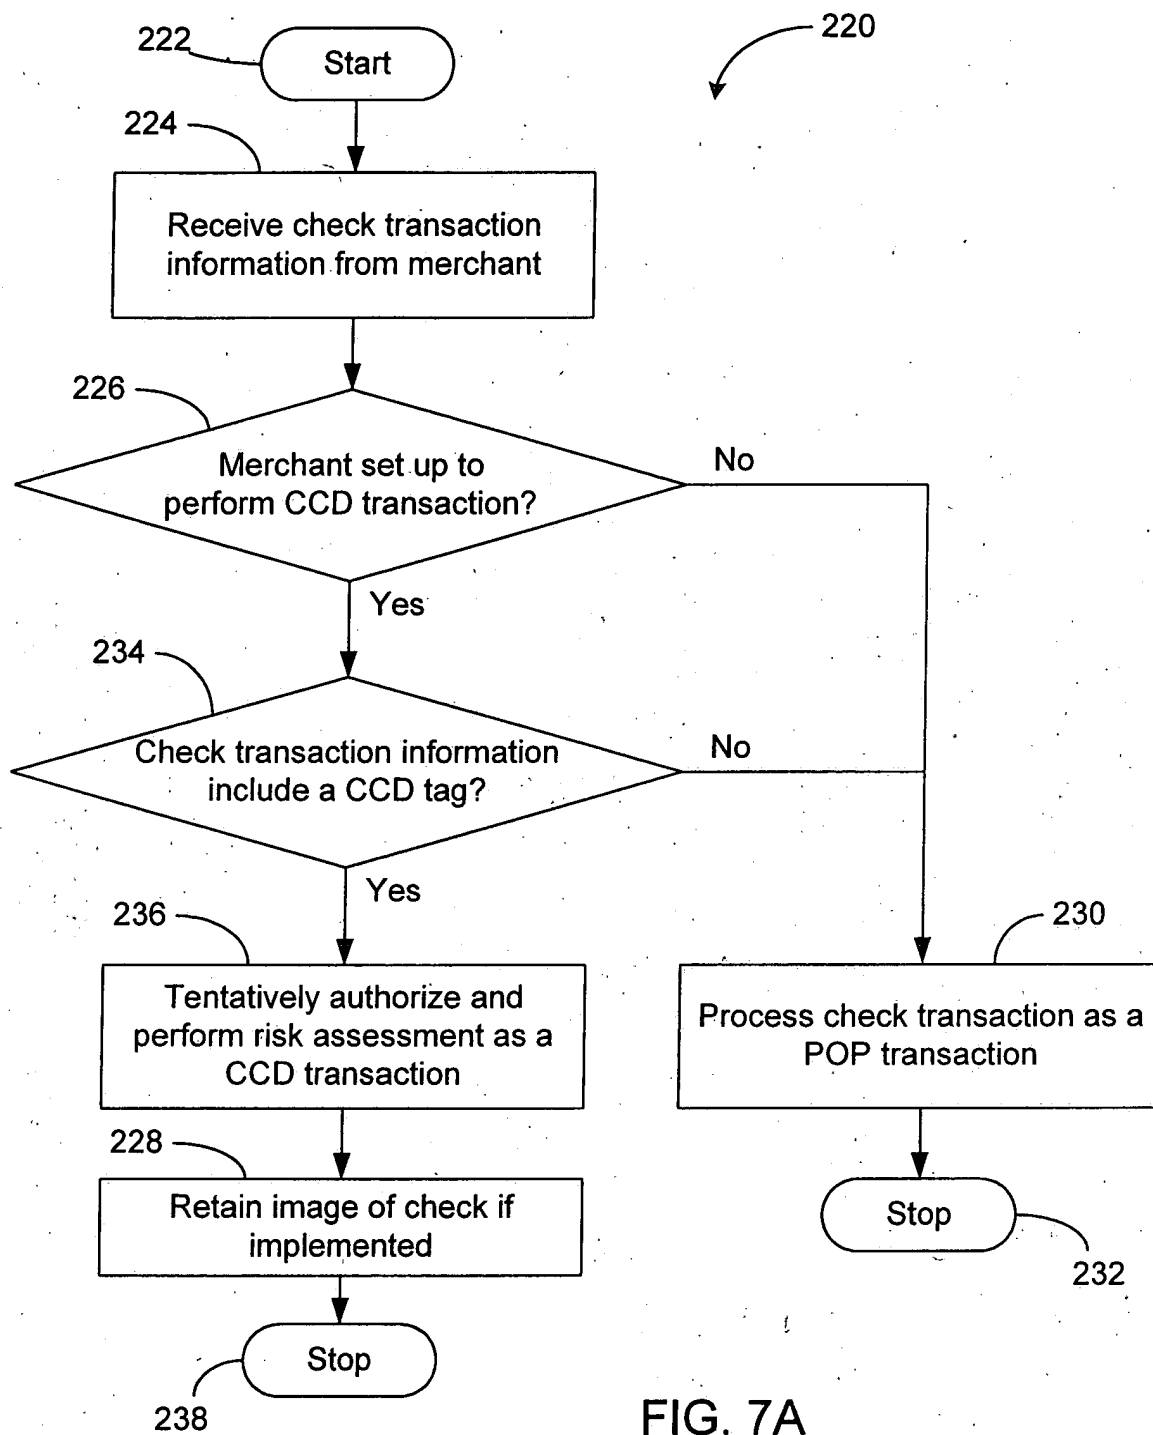 220
222
Start
224
Receive check transaction
information from merchant
226
Merchant set up to
perform CCD transaction?
No
Yes
234
Check transaction information
include a CCD tag?
No
Yes
236
Tentatively authorize and
perform risk assessment as a
CCD transaction
230
Process check transaction as a
POP transaction
228
Retain image of check if
implemented
Stop
232
Stop
238
FIG. 7A